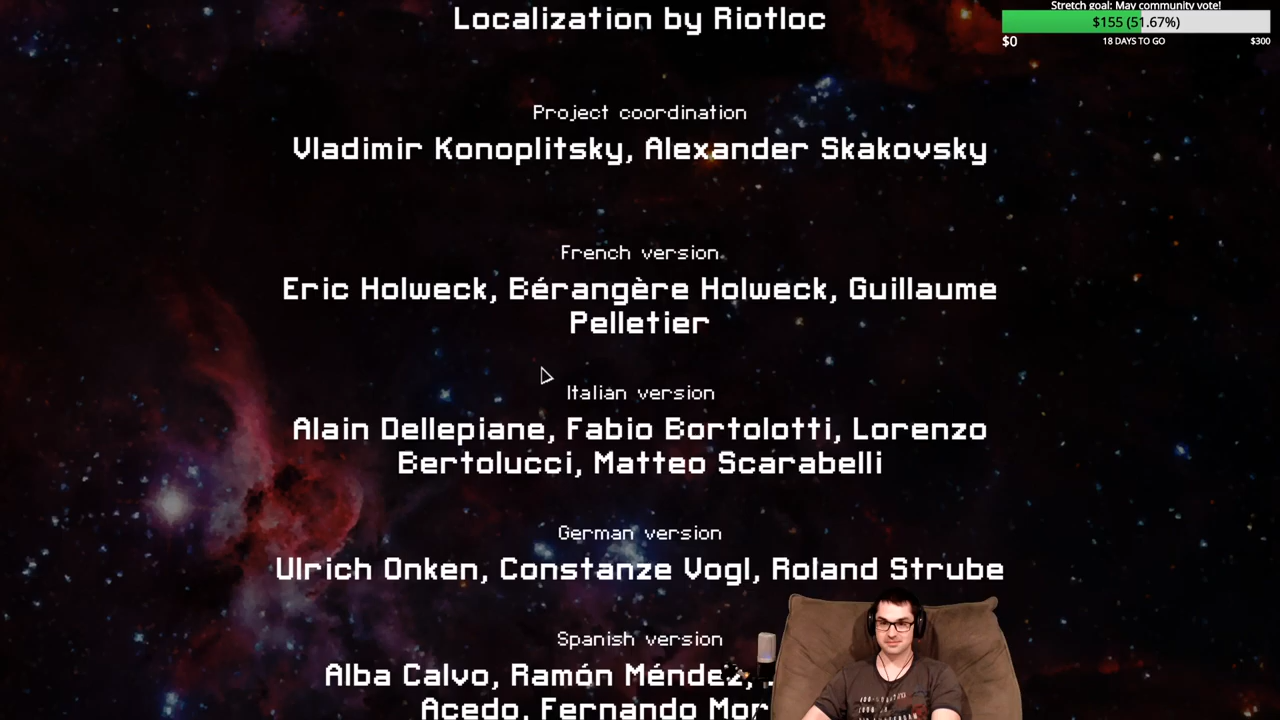 Localization by Riotloc
Stretch goal: May community vote!
$155 (51.67%)
$0
18 DAYS TO GO
$300
Project coordination
Vladimir Konoplitsky, Alexander Skakovsky
French version
Eric Holweck, Bérangère Holweck, Guillaume
Pelletier
Italian version
Alain Dellepiane, Fabio Bortolotti, Lorenzo
Bertolucci, Matteo Scarabelli
German version
Ulrich Onken, Constanze Vogl, Roland Strube
Spanish version
Alba Calvo, Ramón Méndez,
Acedo, Fernando